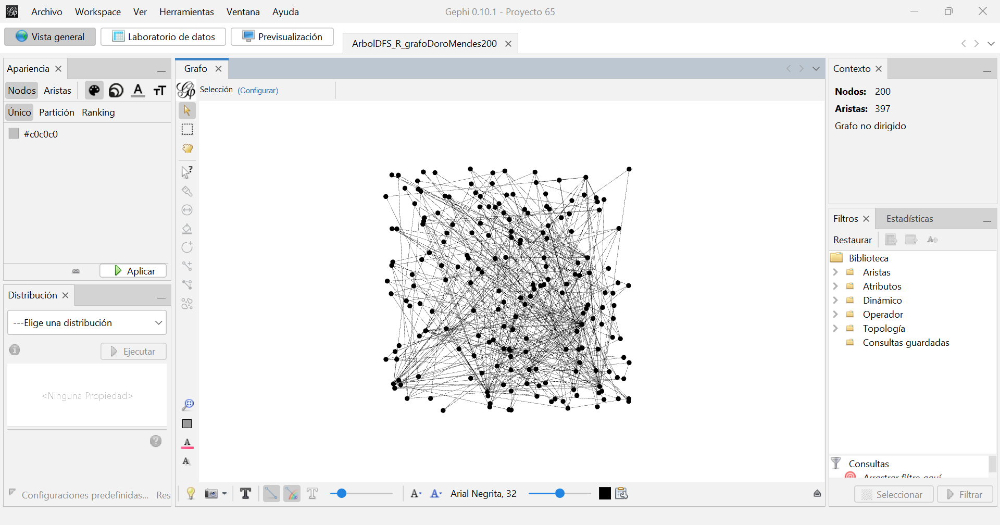 Archivo Workspace Ver Herramientas Ventana Ayuda
Gephi 0.10.1 - Proyecto 65
Vista general
Laboratorio de datos
Previsualización
ArbolDFS_R_grafoDoroMendes200
Apariencia
Nodos Aristas
Único Partición Ranking
#c0c0c0
Aplicar
Distribución
---Elige una distribución
Ejecutar
<Ninguna Propiedad>
Configuraciones predefinidas... Res
Grafo
Selección (Configurar)
Arial Negrita, 32
Contexto
Nodos: 200
Aristas: 397
Grafo no dirigido
Filtros Estadísticas
Restaurar
Biblioteca
Aristas
Atributos
Dinámico
Operador
Topología
Consultas guardadas
Consultas
Arrastrar filtro aquí
Seleccionar
Filtrar